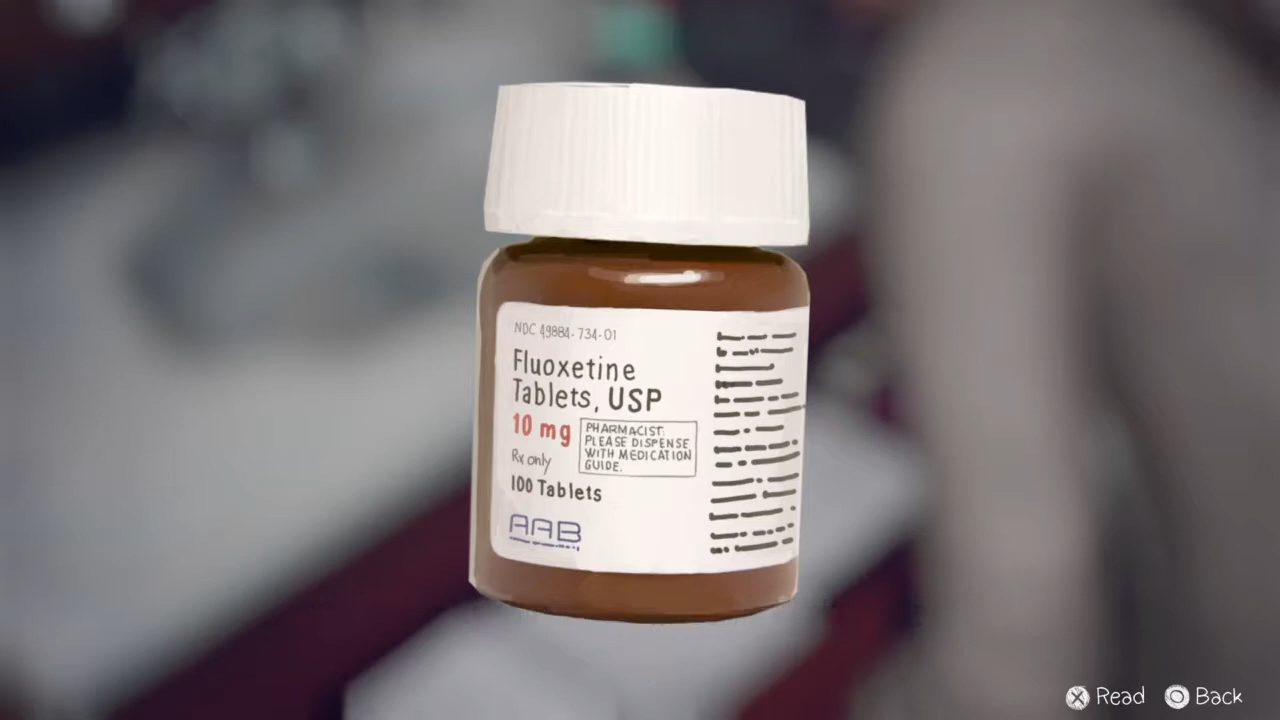 NDC 49884-734-01
Fluoxetine
Tablets, USP
10 mg
PHARMACIST:
PLEASE DISPENSE
WITH MEDICATION
GUIDE.
Rx only
100 Tablets
AAB
Read
Back